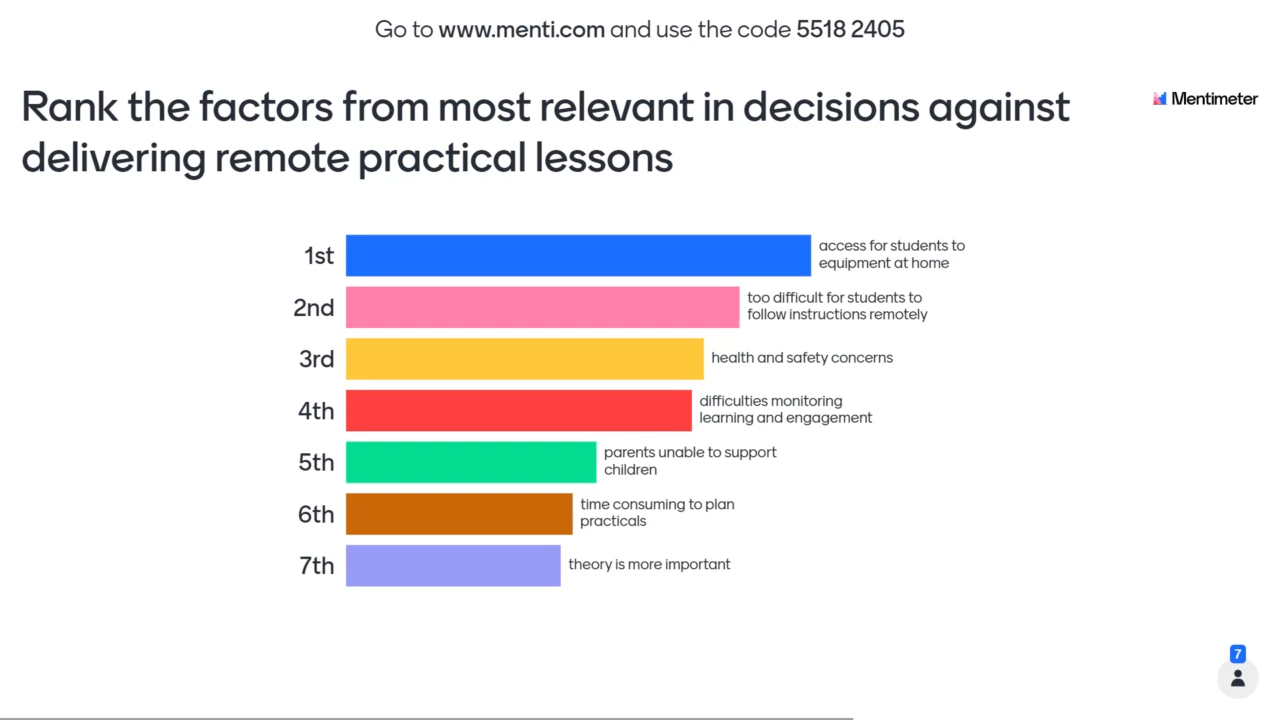 Go to www.menti.com and use the code 5518 2405
Rank the factors from most relevant in decisions against
delivering remote practical lessons
Mentimeter
1st
access for students to
equipment at home
2nd
too difficult for students to
follow instructions remotely
3rd
health and safety concerns
4th
difficulties monitoring
learning and engagement
5th
parents unable to support
children
6th
time consuming to plan
practicals
7th
theory is more important
7